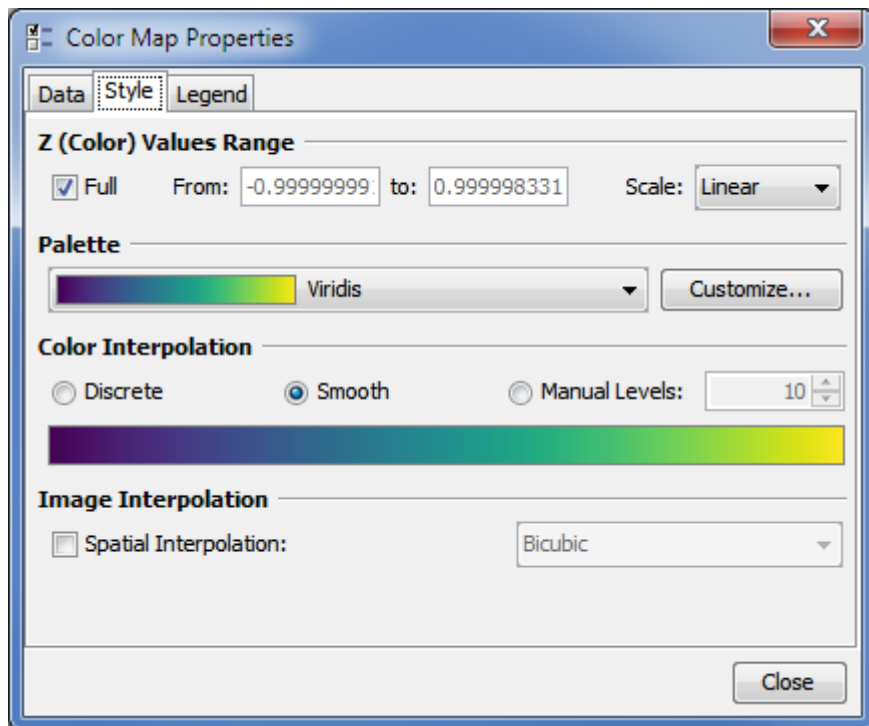 Color Map Properties
Data Style Legend
Z (Color) Values Range
Full From: -0.999999991 to: 0.999998331 Scale: Linear
Palette
Viridis Customize...
Color Interpolation
Discrete Smooth Manual Levels: 10
Image Interpolation
Spatial Interpolation: Bicubic
Close